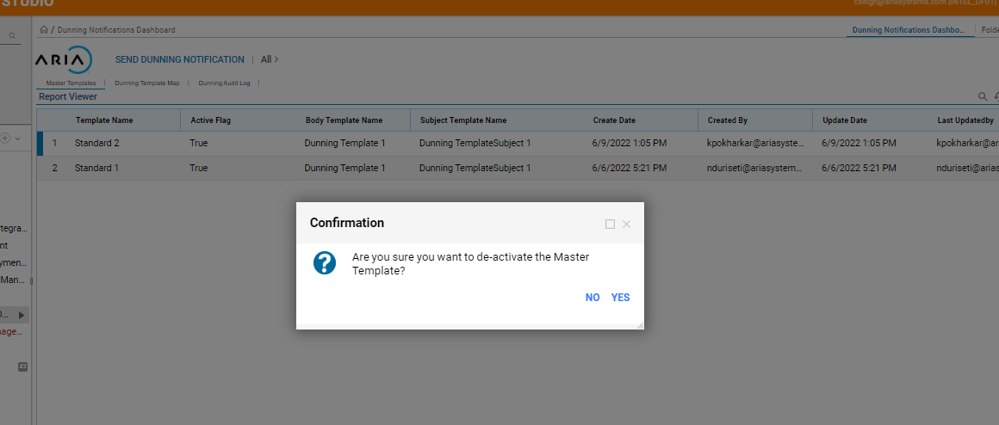 STUDIO
csingh@ariasystems.com (INTEL_DF01)
/ Dunning Notifications Dashboard
Dunning Notifications Dashbo...
Folde
ARIA
SEND DUNNING NOTIFICATION
All >
Master Templates
Dunning Template Map
Dunning Audit Log
Report Viewer
Template Name Active Flag Body Template Name Subject Template Name Create Date Created By Update Date Last Updatedby
1 Standard 2 True Dunning Template 1 Dunning TemplateSubject 1 6/9/2022 1:05 PM kpokharkar@ariasyste... 6/9/2022 1:05 PM kpokharkar@ar
2 Standard 1 True Dunning Template 1 Dunning TemplateSubject 1 6/6/2022 5:21 PM nduriseti@ariasystem... 6/6/2022 5:21 PM nduriseti@aria
Confirmation
Are you sure you want to de-activate the Master
Template?
NO YES
tegra...
nt
ymen...
Man...
D...
nage...
27